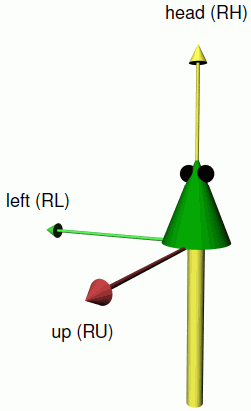 head (RH)
left (RL)
up (RU)